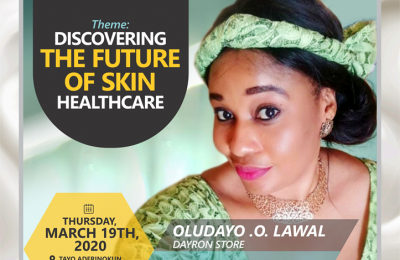 Theme:
DISCOVERING
THE FUTURE
OF SKIN
HEALTHCARE
THURSDAY,
MARCH 19TH,
2020
TAYO ADERINOKUN
OLUDAYO .O. LAWAL
DAYRON STORE